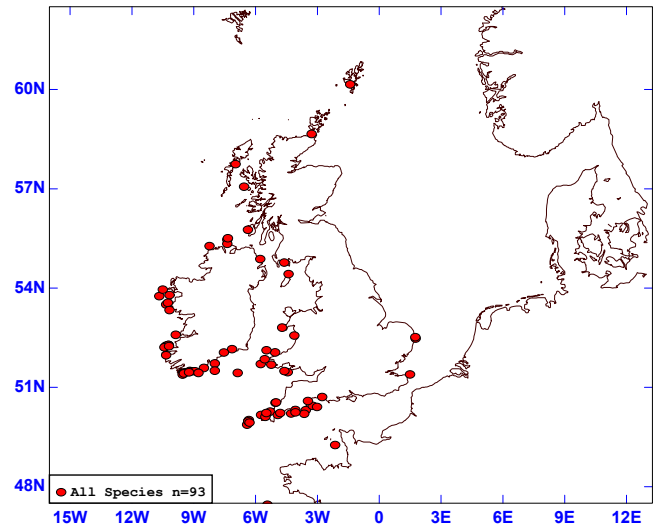 60N
57N
54N
51N
48N
All Species n=93
15W 12W 9W 6W 3W 0 3E 6E 9E 12E